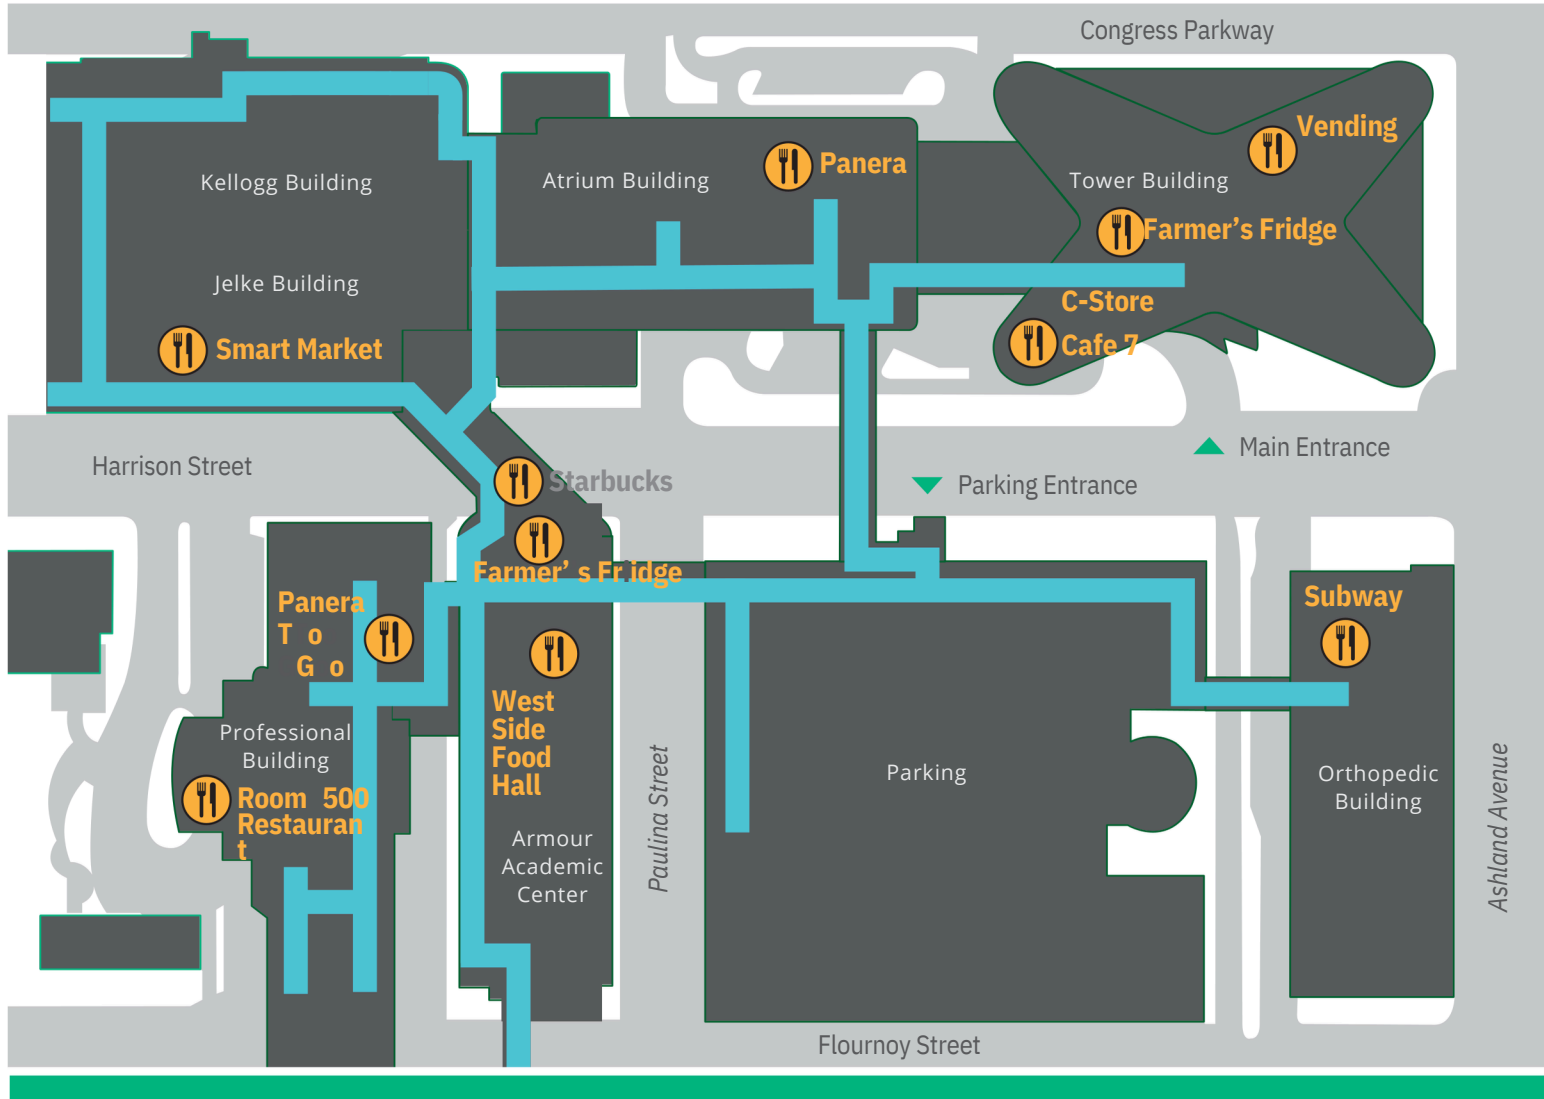 Congress Parkway
Vending
Kellogg Building
Atrium Building
Panera
Tower Building
Farmer's Fridge
Jelke Building
C-Store
Smart Market
Cafe 7
Harrison Street
Main Entrance
Starbucks
Parking Entrance
Farmer' s Fr idge
Panera
T o
G o
Subway
West
Side
Food
Hall
Professional
Building
Room 500
Restauran
t
Armour
Academic
Center
Paulina Street
Parking
Orthopedic
Building
Ashland Avenue
Flournoy Street